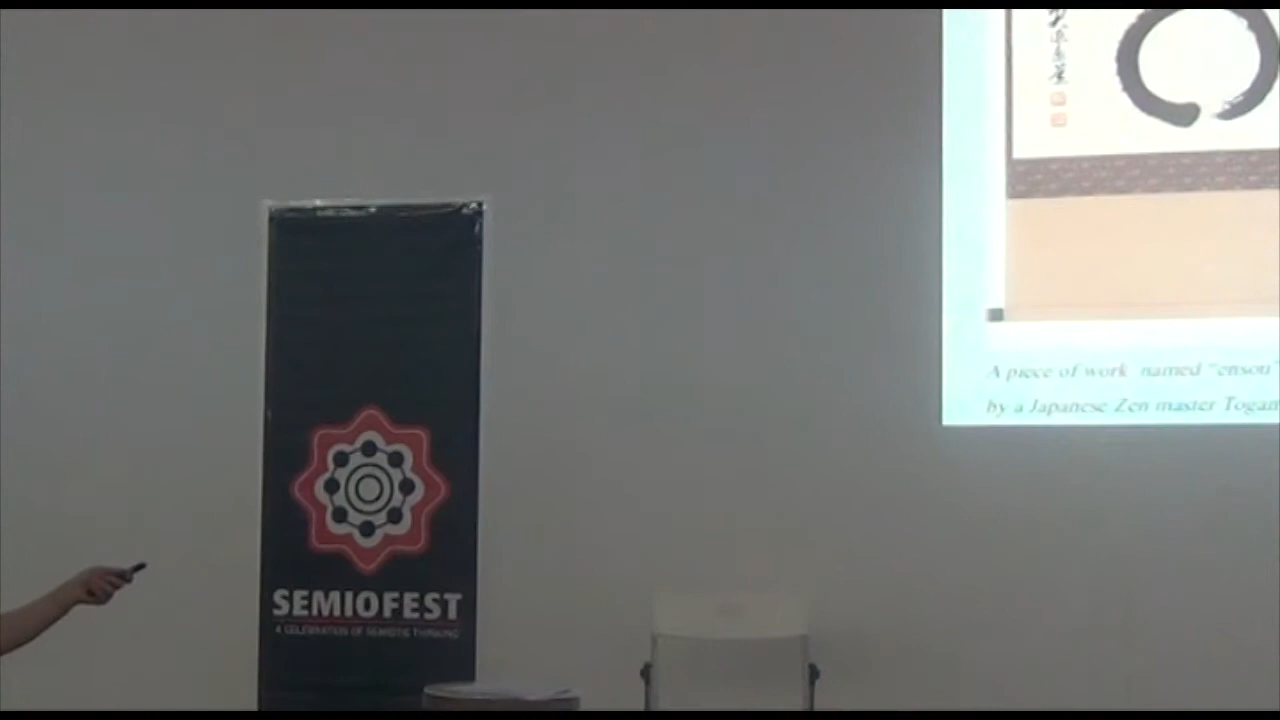 SEMIOFEST
A CELEBRATION OF SEMIOTIC THINKING
A piece of work named "ensou"
by a Japanese Zen master